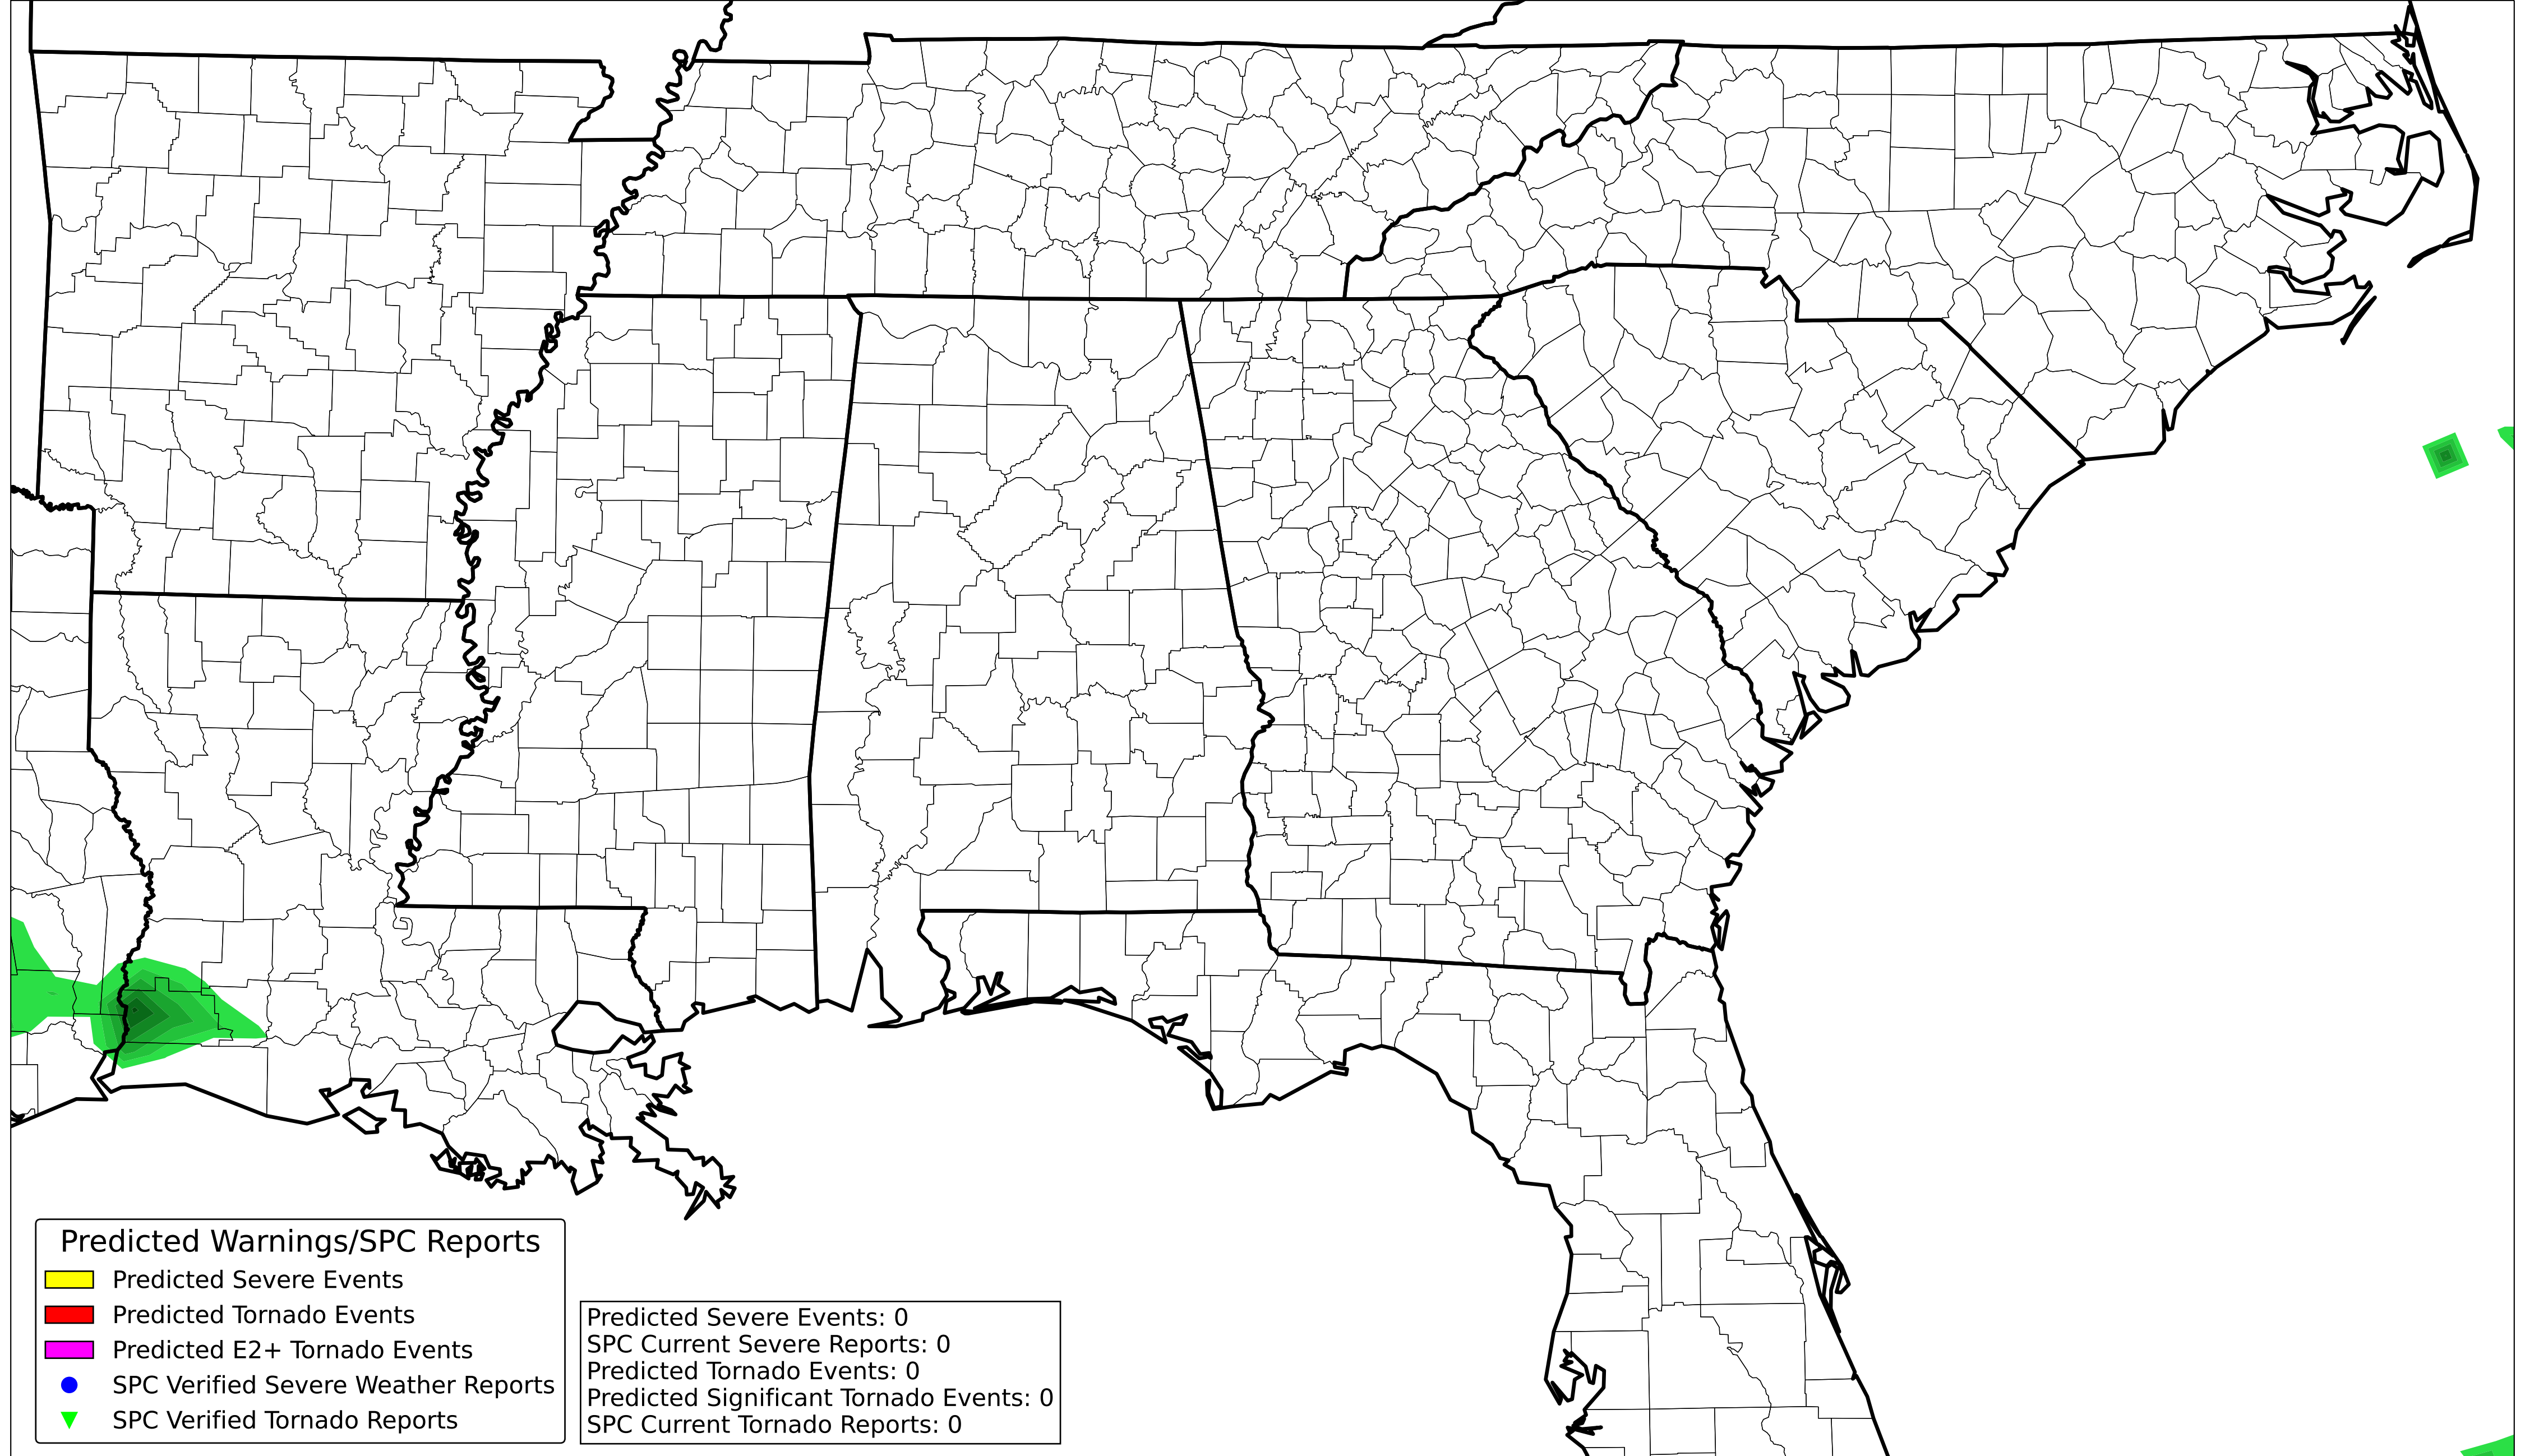 Predicted Warnings/SPC Reports
Predicted Severe Events
Predicted Tornado Events
Predicted E2+ Tornado Events
SPC Verified Severe Weather Reports
SPC Verified Tornado Reports
Predicted Severe Events: 0
SPC Current Severe Reports: 0
Predicted Tornado Events: 0
Predicted Significant Tornado Events: 0
SPC Current Tornado Reports: 0